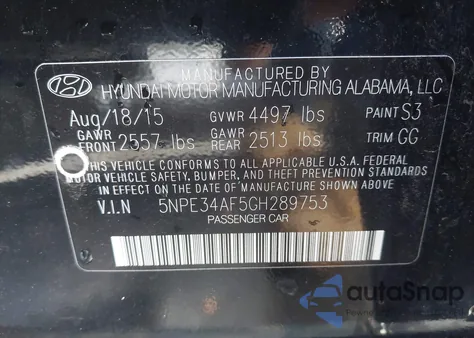 MANUFACTURED BY
HYUNDAI MOTOR MANUFACTURING ALABAMA, LLC
Aug/18/15 GVWR 4497 lbs PAINT S3
GAWR FRONT 2557 lbs GAWR REAR 2513 lbs TRIM GG
THIS VEHICLE CONFORMS TO ALL APPLICABLE U.S.A. FEDERAL
MOTOR VEHICLE SAFETY, BUMPER, AND THEFT PREVENTION STANDARDS
IN EFFECT ON THE DATE OF MANUFACTURE SHOWN ABOVE.
V.I.N 5NPE34AF5GH289753
PASSENGER CAR
autoSnap